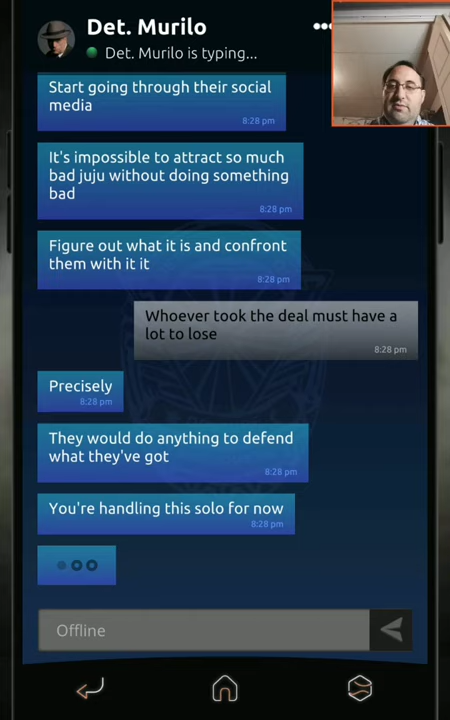 Det. Murilo
Det. Murilo is typing...
Start going through their social
media
8:28 pm
It's impossible to attract so much
bad juju without doing something
bad
8:28 pm
Figure out what it is and confront
them with it it
8:28 pm
Whoever took the deal must have a
lot to lose
8:28 pm
Precisely
8:28 pm
They would do anything to defend
what they've got
8:28 pm
You're handling this solo for now
8:28 pm
Offline